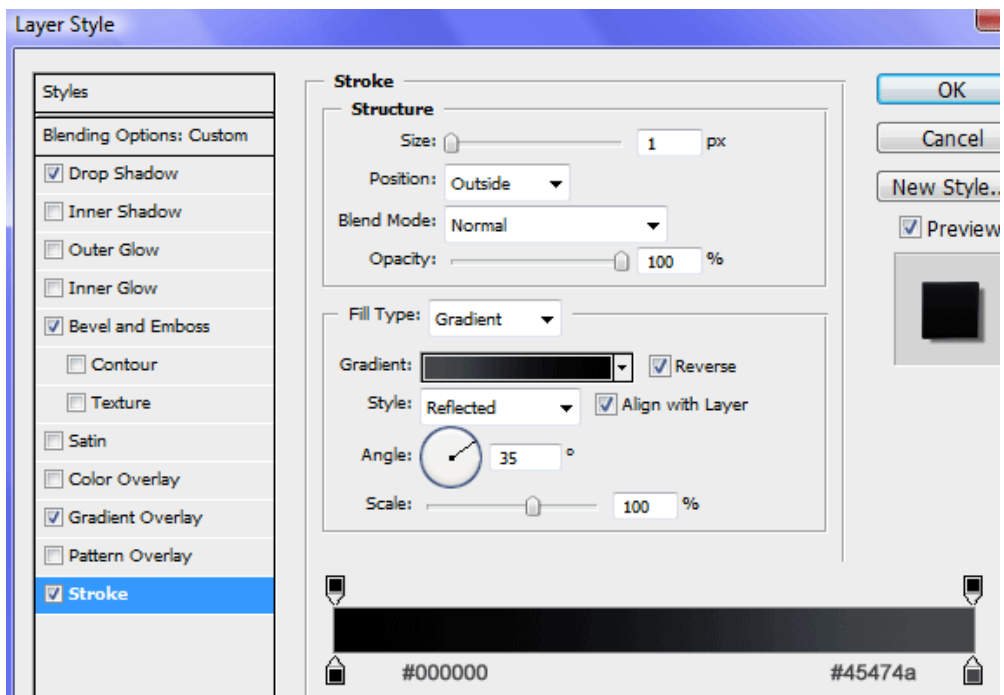 Layer Style
Styles
Blending Options: Custom
Drop Shadow
Inner Shadow
Outer Glow
Inner Glow
Bevel and Emboss
Contour
Texture
Satin
Color Overlay
Gradient Overlay
Pattern Overlay
Stroke
Stroke
Structure
Size: 1 px
Position: Outside
Blend Mode: Normal
Opacity: 100 %
Fill Type: Gradient
Gradient: Reverse
Style: Reflected Align with Layer
Angle: 35 °
Scale: 100 %
#000000 #45474a
OK
Cancel
New Style..
Preview